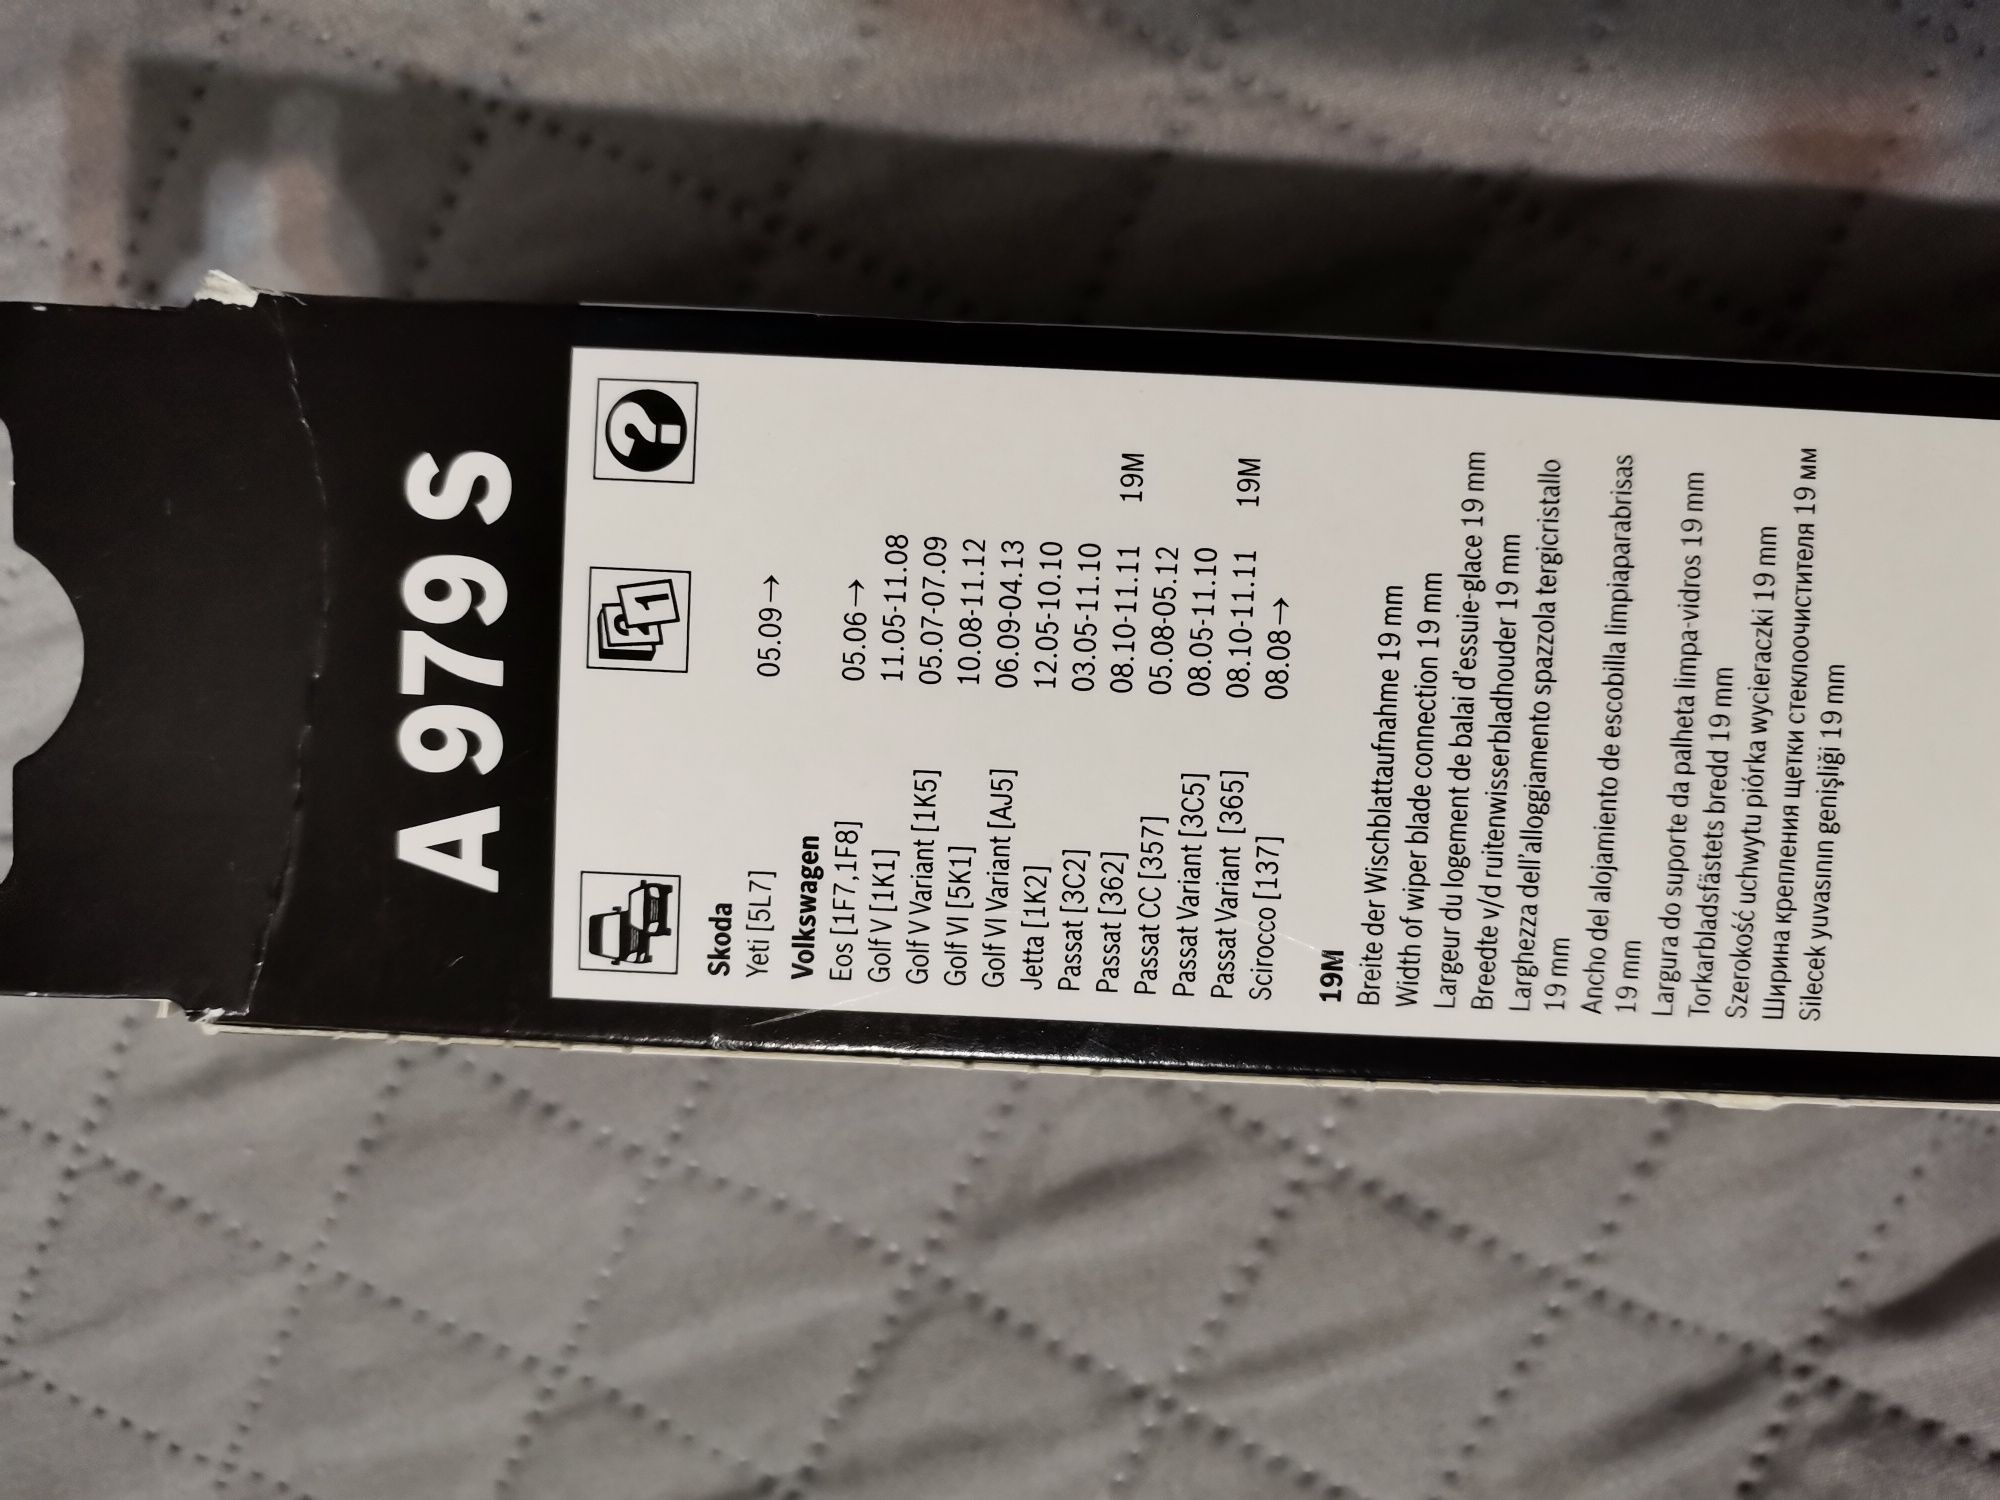 A 979 S
Skoda
Yeti [5L7] 05.09→
Volkswagen
Eos [1F7,1F8] 05.06→
Golf V [1K1] 11.05-11.08
Golf V Variant [1K5] 05.07-07.09
Golf VI [5K1] 10.08-11.12
Golf VI Variant [AJ5] 06.09-04.13
Jetta [1K2] 12.05-10.10
Passat [3C2] 03.05-11.10
Passat [362] 08.10-11.11 19M
Passat CC [357] 05.08-05.12
Passat Variant [3C5] 08.05-11.10
Passat Variant [365] 08.10-11.11 19M
Scirocco [137] 08.08→
19M
Breite der Wischblattaufnahme 19 mm
Width of wiper blade connection 19 mm
Largeur du logement de balai d'essuie-glace 19 mm
Breedte v/d ruitenwisserbladhouder 19 mm
Larghezza dell'alloggiamento spazzola tergicristallo
19 mm
Ancho del alojamiento de escobilla limpiaparabrisas
19 mm
Largura do suporte da palheta limpa-vidros 19 mm
Torkarbladsfästets bredd 19 mm
Szerokość uchwytu piórka wycieraczki 19 mm
Ширина крепления щетки стеклоочистителя 19 мм
Silecek yuvasının genişliği 19 mm